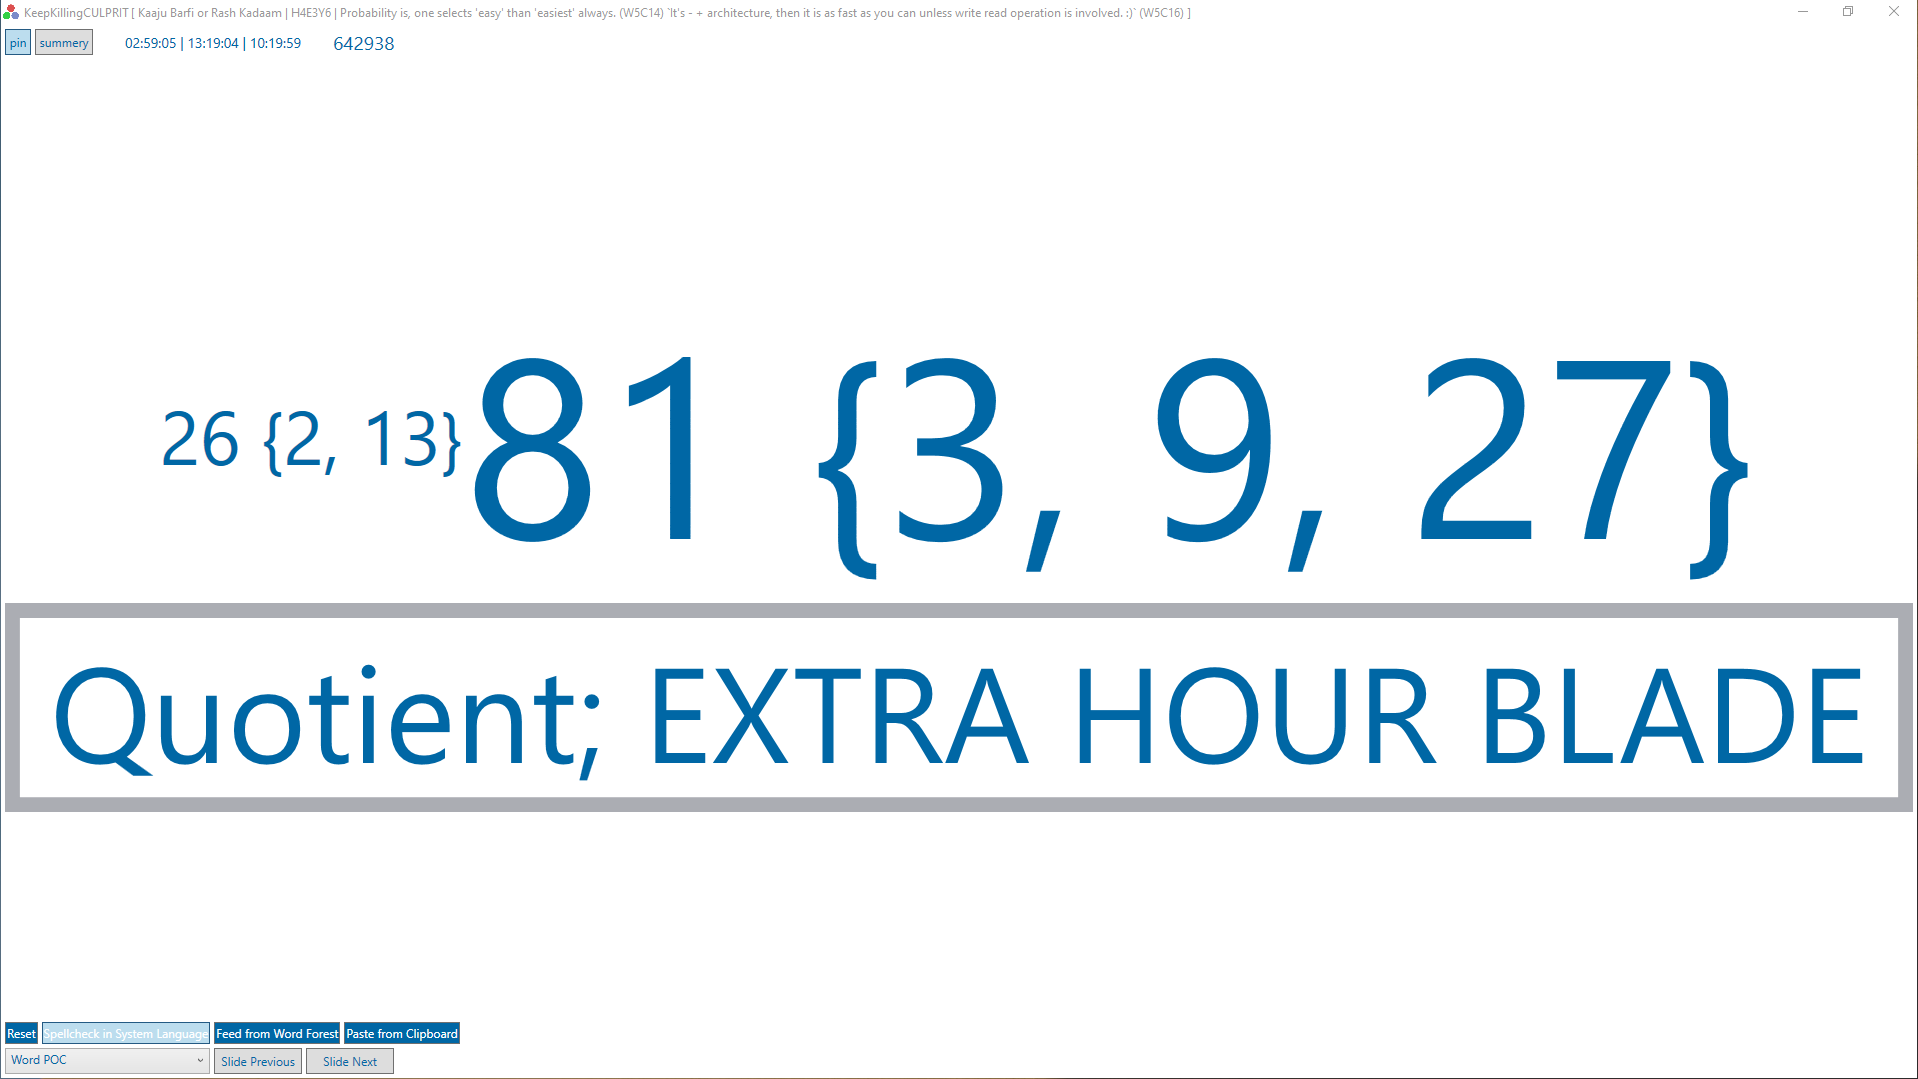 KeepKillingCULPRIT [ Kaaju Barfi or Rash Kadaam | H4E3Y6 | Probability is, one selects 'easy' than 'easiest' always. (W5C14) `It's - + architecture, then it is as fast as you can unless write read operation is involved. :)` (W5C16) ]
pin summery 02:59:05 | 13:19:04 | 10:19:59 642938
26 {2, 13} 81 {3, 9, 27}
Quotient; EXTRA HOUR BLADE
Reset Spellcheck in System Language Feed from Word Forest Paste from Clipboard
Word POC Slide Previous Slide Next